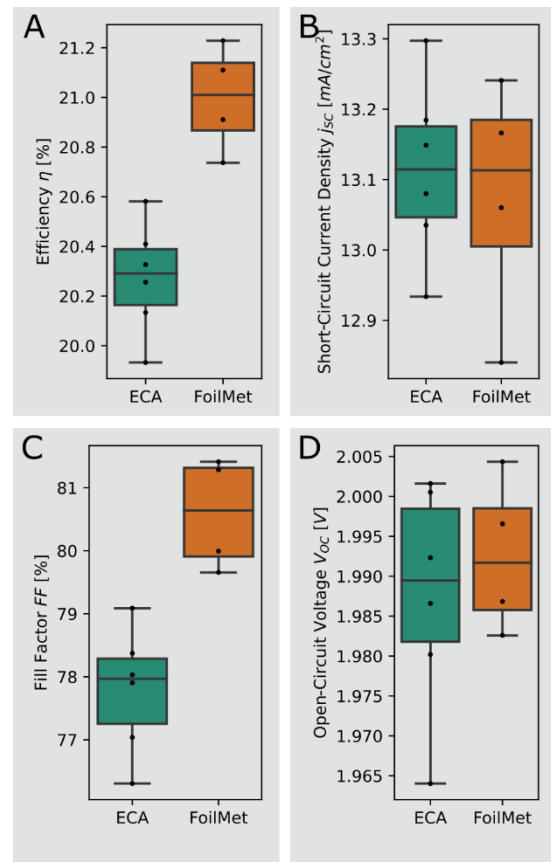 A
Efficiency η [%]
21.2
21.0
20.8
20.6
20.4
20.2
20.0
ECA FoilMet
B
Short-Circuit Current Density jSC [mA/cm²]
13.3
13.2
13.1
13.0
12.9
ECA FoilMet
C
Fill Factor FF [%]
81
80
79
78
77
ECA FoilMet
D
Open-Circuit Voltage VOC [V]
2.005
2.000
1.995
1.990
1.985
1.980
1.975
1.970
1.965
ECA FoilMet